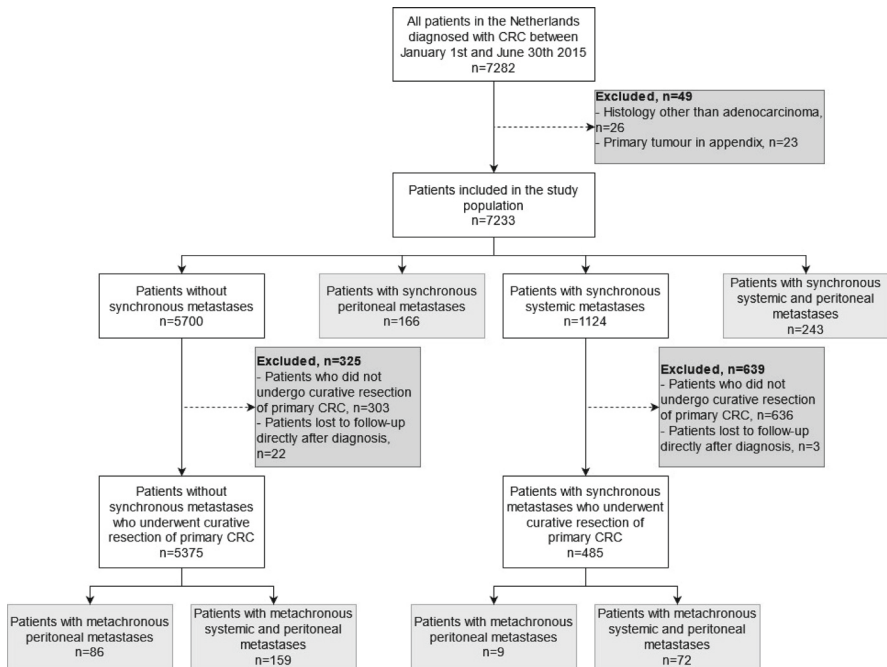 All patients in the Netherlands
diagnosed with CRC between
January 1st and June 30th 2015
n=7282
Excluded, n=49
- Histology other than adenocarcinoma,
n=26
- Primary tumour in appendix, n=23
Patients included in the study
population
n=7233
Patients without
synchronous metastases
n=5700
Patients with synchronous
peritoneal metastases
n=166
Patients with synchronous
systemic metastases
n=1124
Patients with synchronous
systemic and peritoneal
metastases
n=243
Excluded, n=325
- Patients who did not
undergo curative resection
of primary CRC, n=303
- Patients lost to follow-up
directly after diagnosis,
n=22
Excluded, n=639
- Patients who did not
undergo curative resection
of primary CRC, n=636
- Patients lost to follow-up
directly after diagnosis, n=3
Patients without
synchronous metastases
who underwent curative
resection of primary CRC
n=5375
Patients with synchronous
metastases who underwent
curative resection of
primary CRC
n=485
Patients with metachronous
peritoneal metastases
n=86
Patients with metachronous
systemic and peritoneal
metastases
n=159
Patients with metachronous
peritoneal metastases
n=9
Patients with metachronous
systemic and peritoneal
metastases
n=72